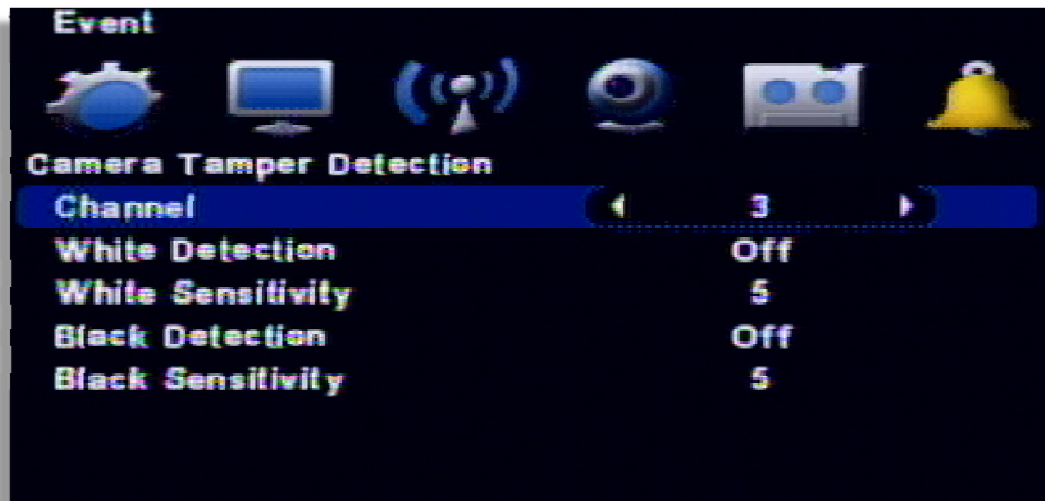 Event
Camera Tamper Detection
Channel 3
White Detection Off
White Sensitivity 5
Black Detection Off
Black Sensitivity 5